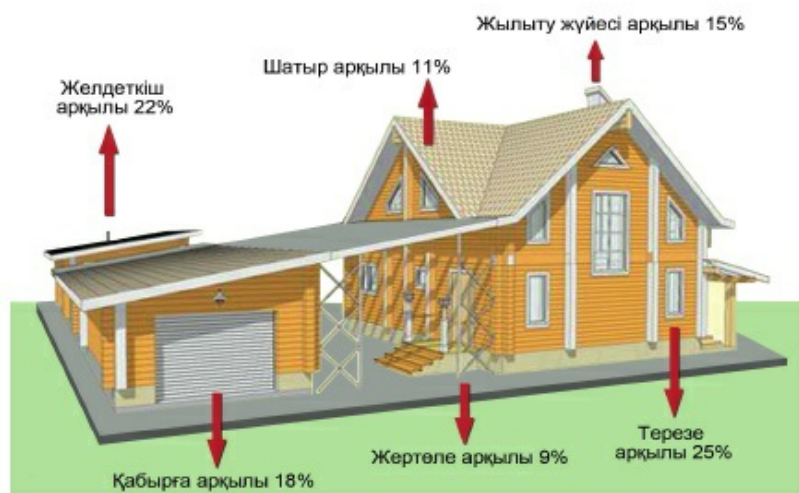 Жылыту жүйесі арқылы 15%
Шатыр арқылы 11%
Желдеткіш
арқылы 22%
Қабырға арқылы 18%
Жертөле арқылы 9%
Терезе
арқылы 25%